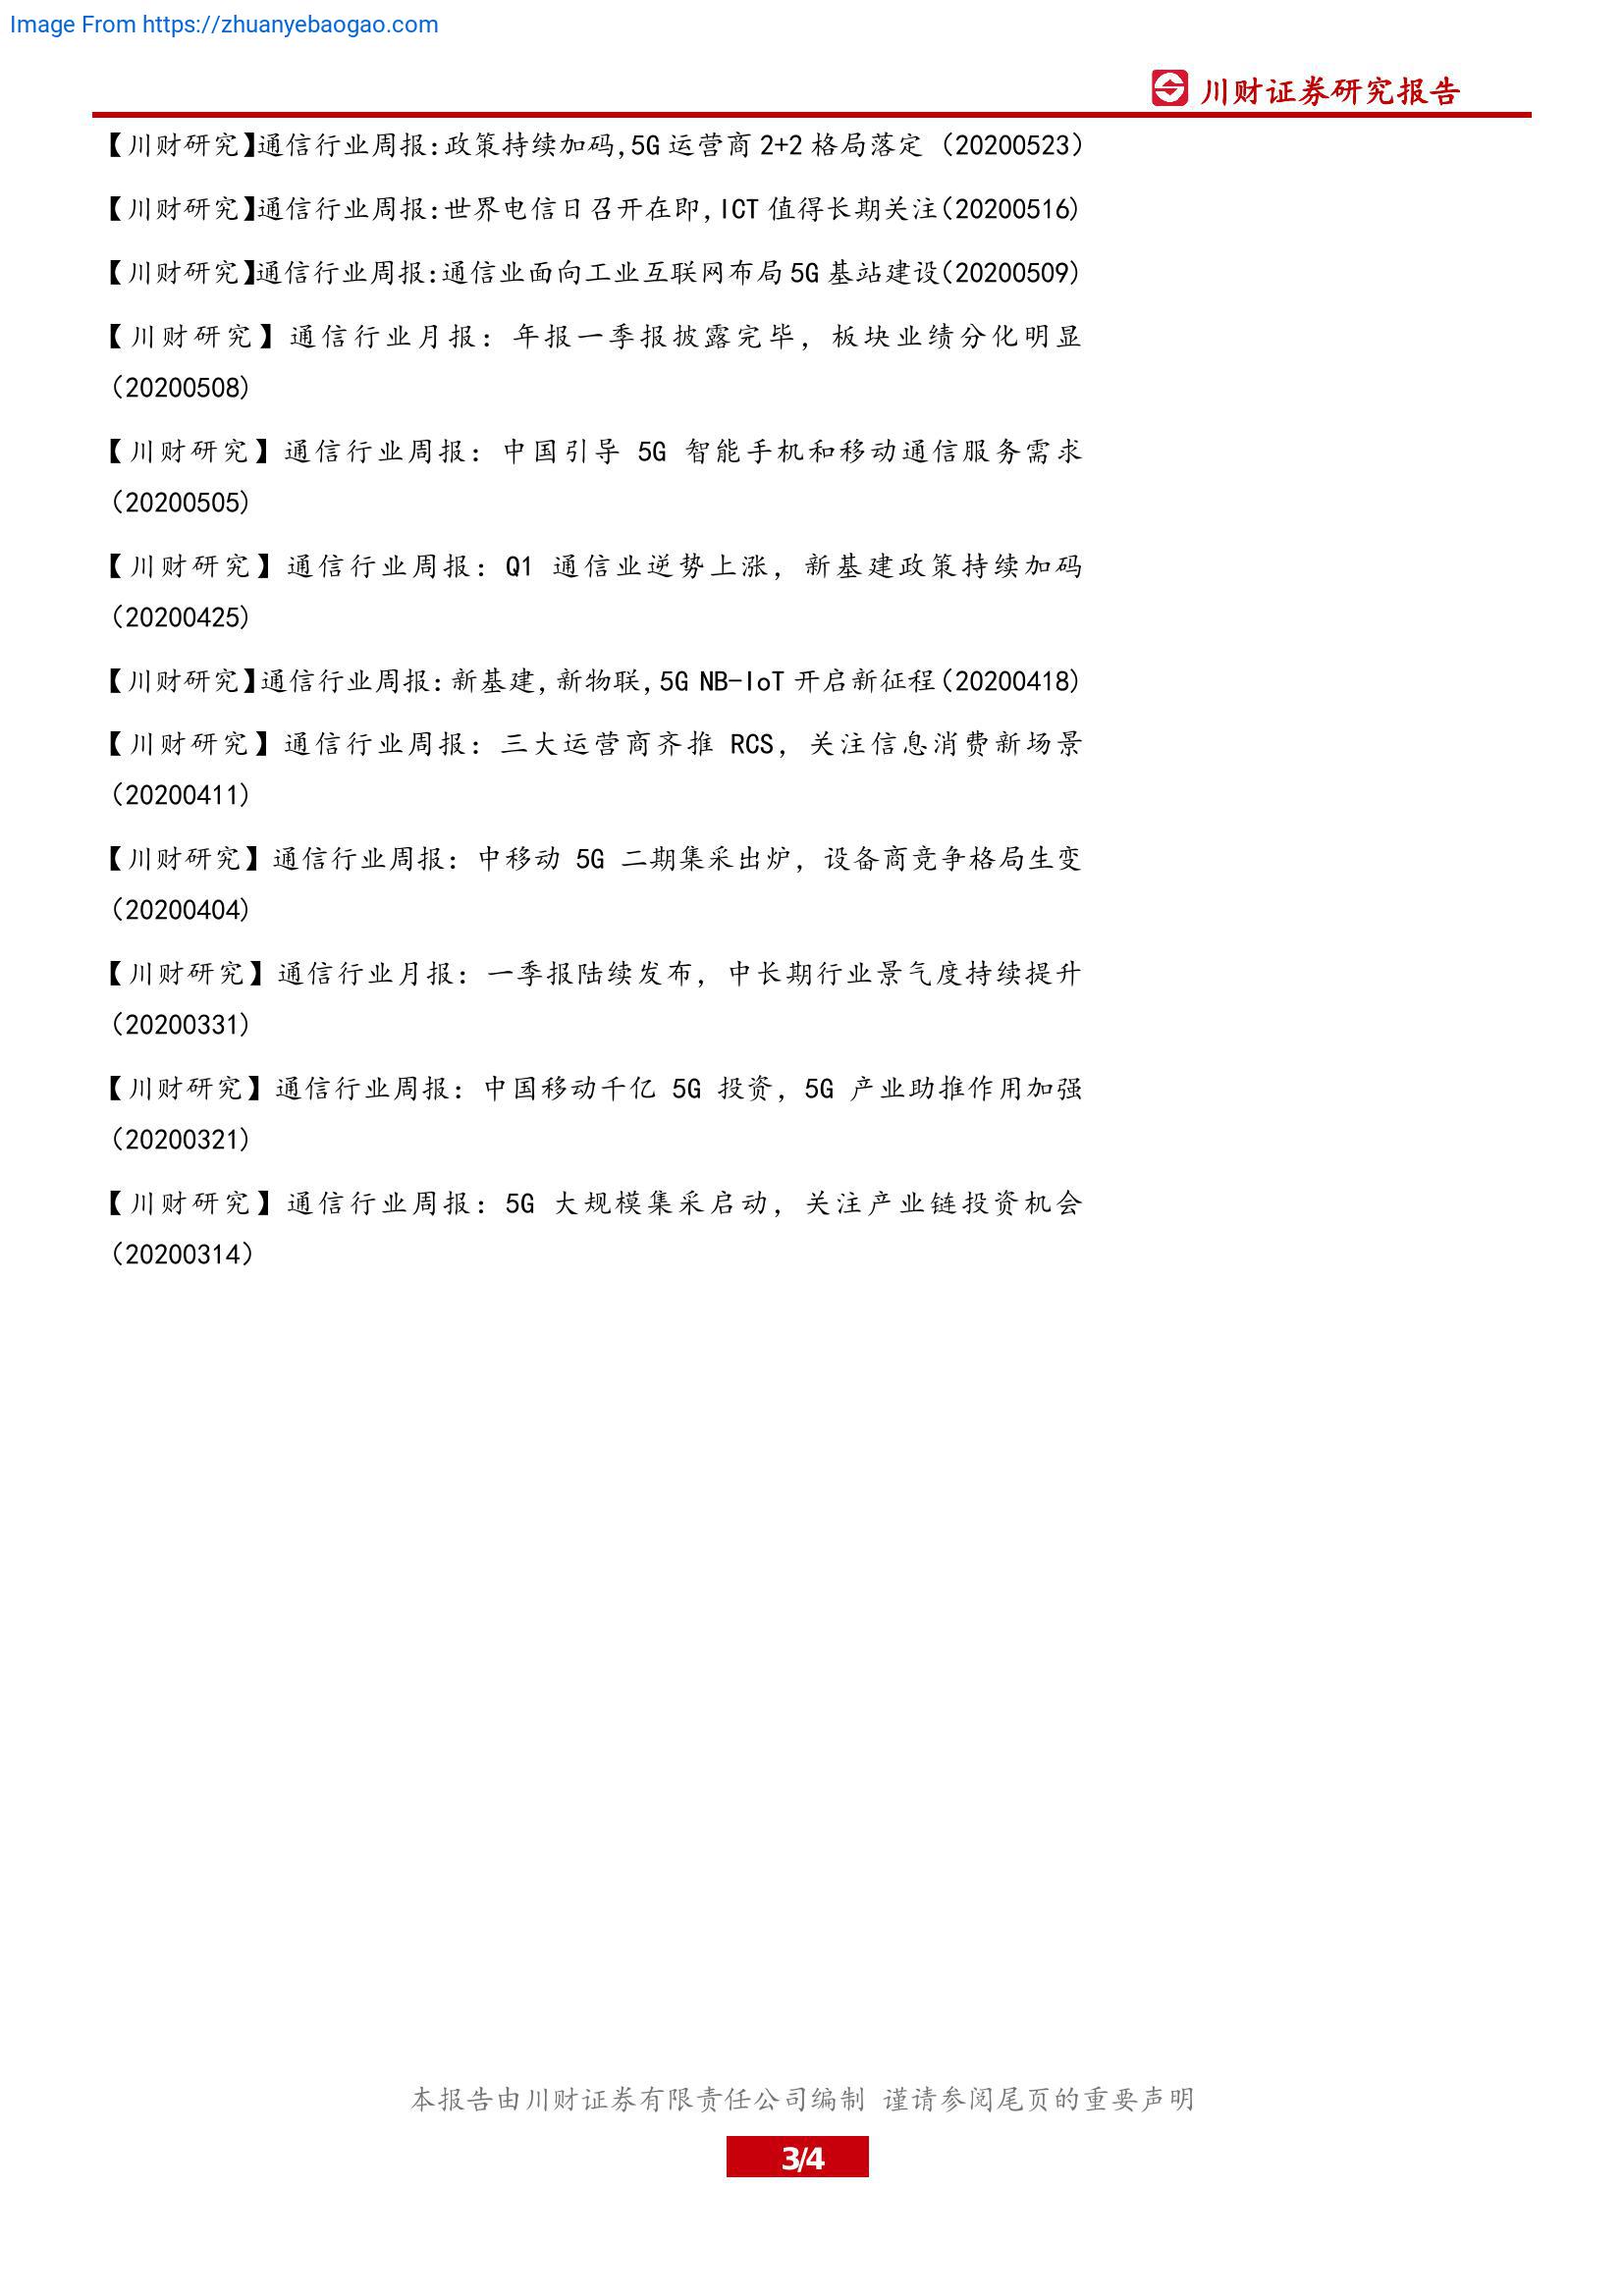 Image From https://zhuanyebaogao.com
川财证券研究报告
【川财研究】通信行业周报:政策持续加码,5G运营商2+2格局落定（20200523）
【川财研究】通信行业周报:世界电信日召开在即,ICT值得长期关注(20200516)
【川财研究】通信行业周报:通信业面向工业互联网布局5G基站建设(20200509)
【川财研究】通信行业月报：年报一季报披露完毕，板块业绩分化明显
(20200508)
【川财研究】通信行业周报：中国引导 5G 智能手机和移动通信服务需求
(20200505)
【川财研究】通信行业周报：Q1 通信业逆势上涨，新基建政策持续加码
(20200425)
【川财研究】通信行业周报:新基建,新物联,5G NB-IoT开启新征程(20200418)
【川财研究】通信行业周报：三大运营商齐推 RCS，关注信息消费新场景
(20200411)
【川财研究】通信行业周报：中移动 5G 二期集采出炉，设备商竞争格局生变
(20200404)
【川财研究】通信行业月报：一季报陆续发布，中长期行业景气度持续提升
(20200331)
【川财研究】通信行业周报：中国移动千亿 5G 投资，5G 产业助推作用加强
(20200321)
【川财研究】通信行业周报：5G 大规模集采启动，关注产业链投资机会
（20200314）
本报告由川财证券有限责任公司编制 谨请参阅尾页的重要声明
3/4